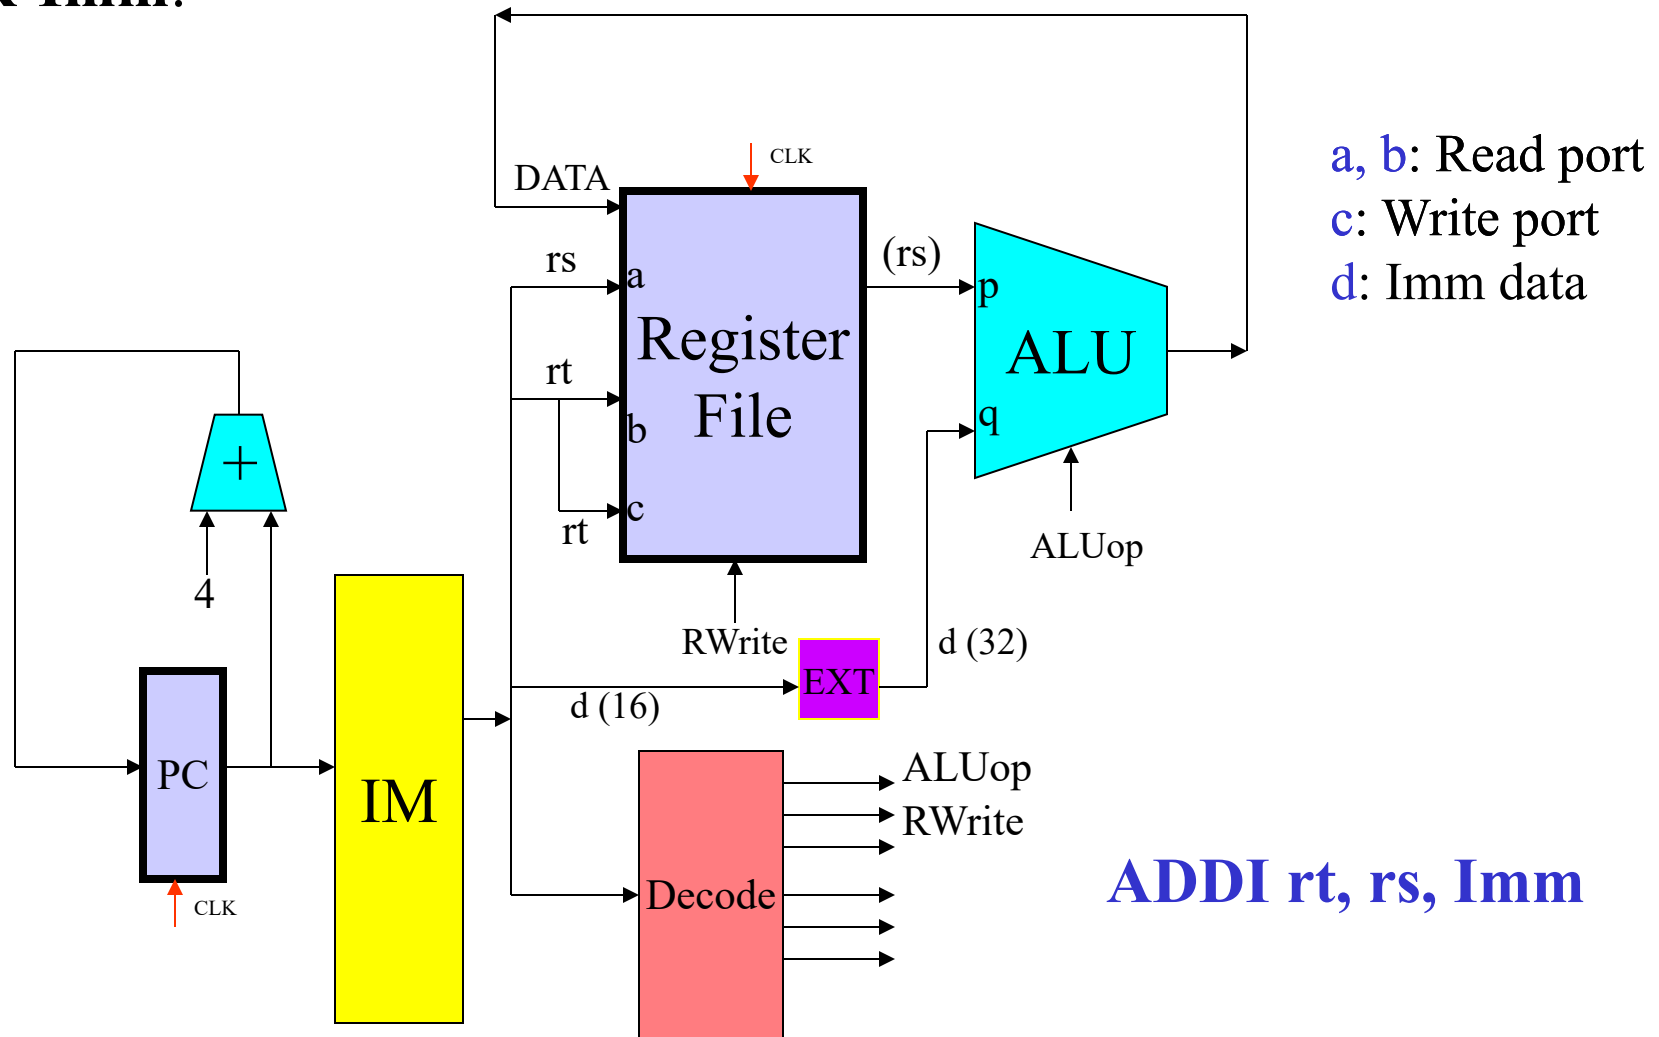 Imm.
CLK
DATA
a, b: Read port
c: Write port
d: Imm data
rs
a
(rs)
p
Register
File
ALU
rt
b
q
+
rt
c
ALUop
4
RWrite
EXT
d (32)
d (16)
PC
IM
CLK
Decode
ALUop
RWrite
ADDI rt, rs, Imm